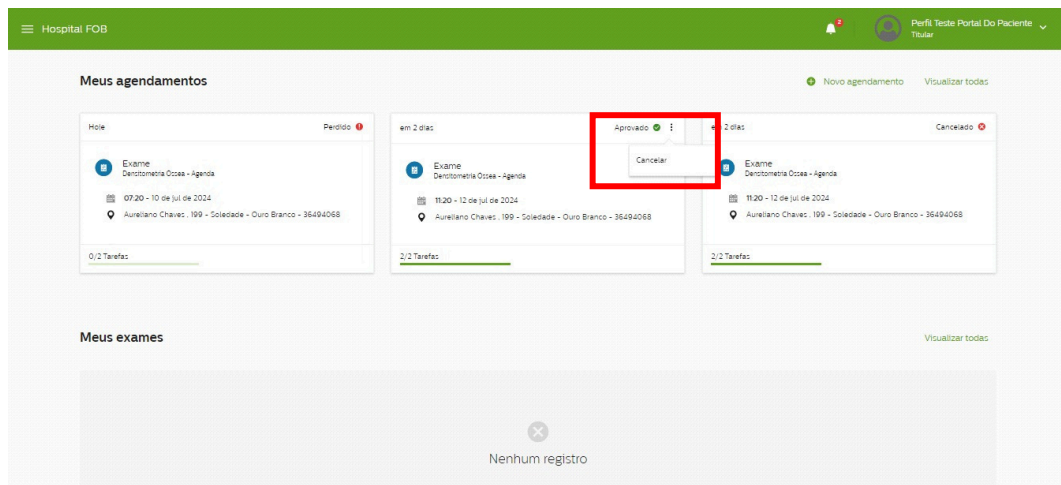 Hospital FOB
2
Perfil Teste Portal Do Paciente
Titular
Meus agendamentos
Novo agendamento
Visualizar todas
Hoje
Perdido
Exame
Densitometria Ossea - Agenda
07:20 - 10 de jul de 2024
Aureliano Chaves , 199 - Soledade - Ouro Branco - 36494068
0/2 Tarefas
em 2 dias
Aprovado
Cancelar
Exame
Densitometria Ossea - Agenda
11:20 - 12 de jul de 2024
Aureliano Chaves , 199 - Soledade - Ouro Branco - 36494068
2/2 Tarefas
em 2 dias
Cancelado
Exame
Densitometria Ossea - Agenda
11:20 - 12 de jul de 2024
Aureliano Chaves , 199 - Soledade - Ouro Branco - 36494068
2/2 Tarefas
Meus exames
Visualizar todas
Nenhum registro